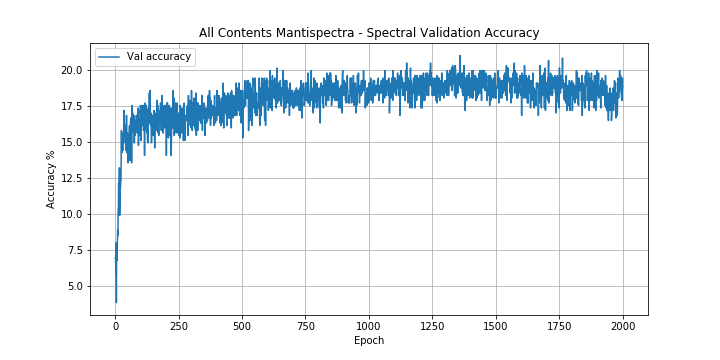 All Contents Mantispectra - Spectral Validation Accuracy
Val accuracy
Accuracy %
20.0
17.5
15.0
12.5
10.0
7.5
5.0
0 250 500 750 1000 1250 1500 1750 2000
Epoch